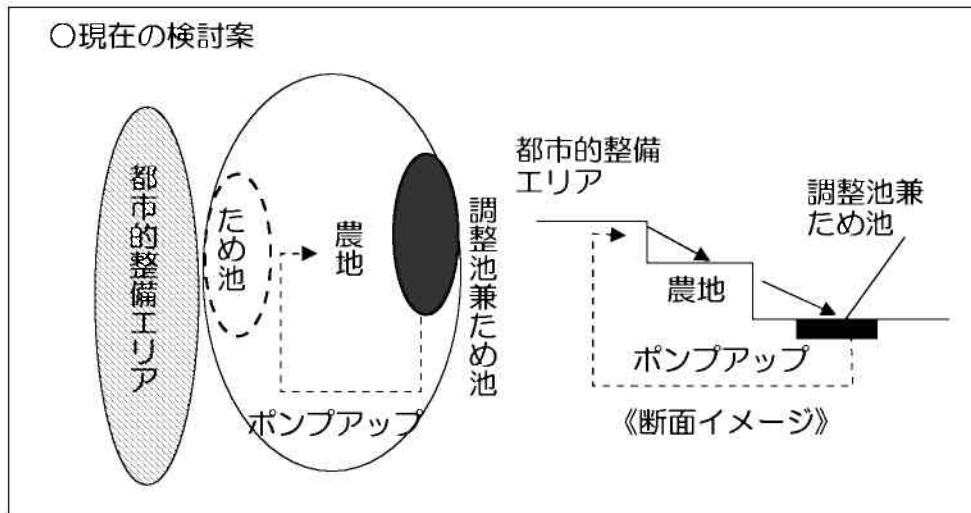 ○現在の検討案
都市的整備エリア
ため池
農地
調整池兼ため池
ポンプアップ
都市的整備
エリア
調整池兼
ため池
農地
ポンプアップ
《断面イメージ》